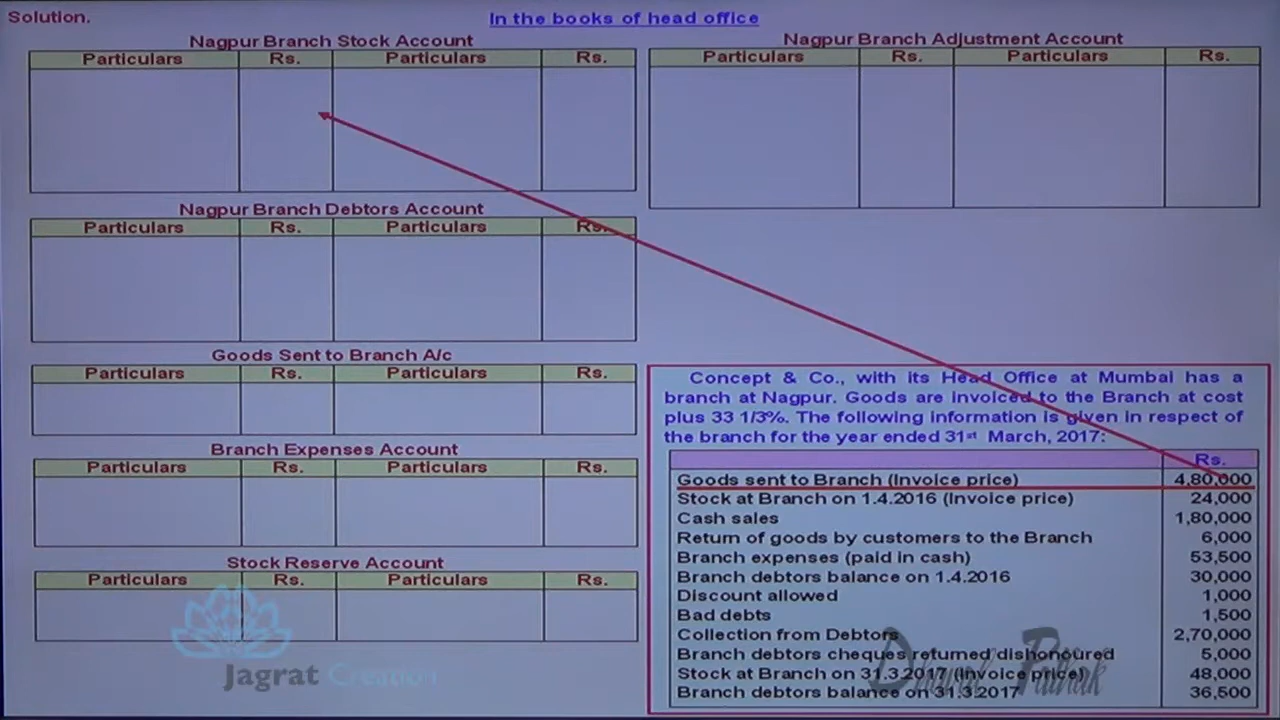 Solution.
In the books of head office
Nagpur Branch Stock Account
Particulars Rs. Particulars Rs.
Nagpur Branch Adjustment Account
Particulars Rs. Particulars Rs.
Nagpur Branch Debtors Account
Particulars Rs. Particulars Rs.
Goods Sent to Branch A/c
Particulars Rs. Particulars Rs.
Branch Expenses Account
Particulars Rs. Particulars Rs.
Stock Reserve Account
Particulars Rs. Particulars Rs.
Concept & Co., with its Head Office at Mumbai has a
branch at Nagpur. Goods are invoiced to the Branch at cost
plus 33 1/3%. The following information is given in respect of
the branch for the year ended 31st March, 2017:
Rs.
Goods sent to Branch (Invoice price) 4,80,000
Stock at Branch on 1.4.2016 (Invoice price) 24,000
Cash sales 1,80,000
Return of goods by customers to the Branch 6,000
Branch expenses (paid in cash) 53,500
Branch debtors balance on 1.4.2016 30,000
Discount allowed 1,000
Bad debts 1,500
Collection from Debtors 2,70,000
Branch debtors cheques returned dishonoured 5,000
Stock at Branch on 31.3.2017 (Invoice price) 48,000
Branch debtors balance on 31.3.2017 36,500
Jagrat Creation
Dhaval Pathak